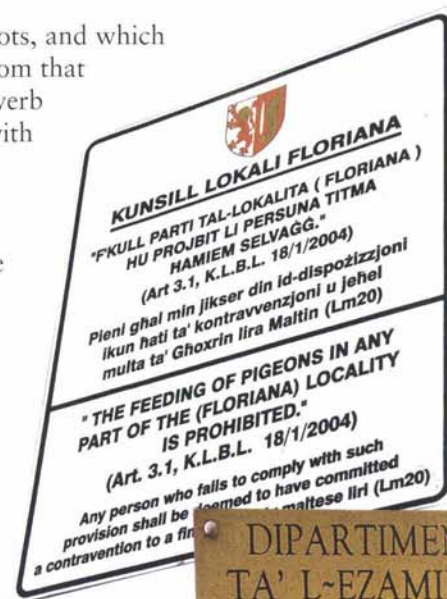 ots, and which
om that
verb
with
e
KUNSILL LOKALI FLORIANA
"F'KULL PARTI TAL-LOKALITA ( FLORIANA )
HU PROJBIT LI PERSUNA TITMA
ĦAMIEM SELVAĠĠ."
(Art 3.1, K.L.B.L. 18/1/2004)
Pieni għal min jikser din id-dispożizzjoni
ikun ħati ta' kontravvenzjoni u jeħel
multa ta' Għoxrin lira Maltin (Lm20)
" THE FEEDING OF PIGEONS IN ANY
PART OF THE (FLORIANA) LOCALITY
IS PROHIBITED."
(Art. 3.1, K.L.B.L. 18/1/2004)
Any person who fails to comply with such
provision shall be deemed to have committed
a contravention to a fin maltese liri (Lm20)
DIPARTIMEN
TA' L-EZAMI